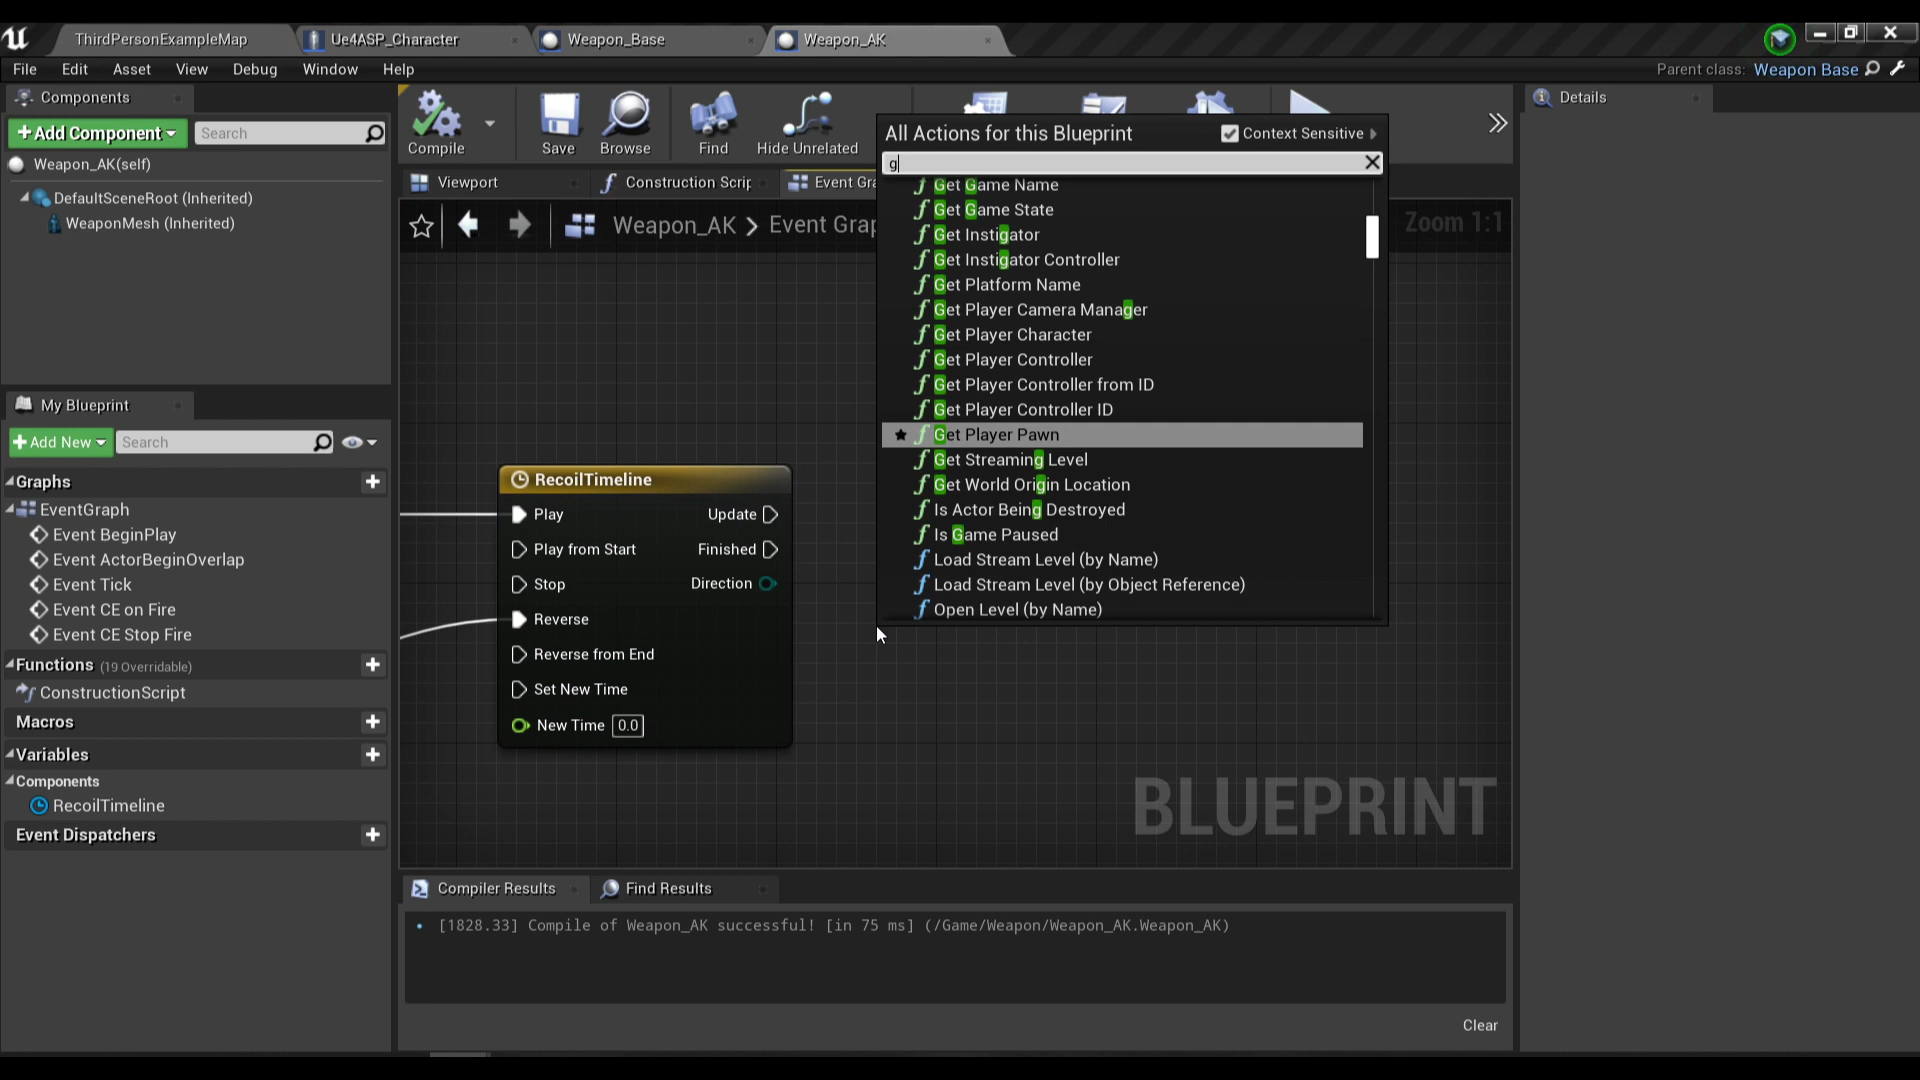 ThirdPersonExampleMap
Ue4ASP_Character
Weapon_Base
Weapon_AK
File Edit Asset View Debug Window Help
Parent class: Weapon Base
Components
Add Component
Search
Weapon_AK(self)
DefaultSceneRoot (Inherited)
WeaponMesh (Inherited)
Compile
Save
Browse
Find
Hide Unrelated
Viewport
Construction Scrip
Event Gra
Weapon_AK > Event Grap
Zoom 1:1
All Actions for this Blueprint
Context Sensitive
g
Get Game Name
Get Game State
Get Instigator
Get Instigator Controller
Get Platform Name
Get Player Camera Manager
Get Player Character
Get Player Controller
Get Player Controller from ID
Get Player Controller ID
Get Player Pawn
Get Streaming Level
Get World Origin Location
Is Actor Being Destroyed
Is Game Paused
Load Stream Level (by Name)
Load Stream Level (by Object Reference)
Open Level (by Name)
Details
My Blueprint
Add New
Search
Graphs
EventGraph
Event BeginPlay
Event ActorBeginOverlap
Event Tick
Event CE on Fire
Event CE Stop Fire
Functions (19 Overridable)
ConstructionScript
Macros
Variables
Components
RecoilTimeline
Event Dispatchers
RecoilTimeline
Play Update
Play from Start Finished
Stop Direction
Reverse
Reverse from End
Set New Time
New Time 0.0
BLUEPRINT
Compiler Results
Find Results
[1828.33] Compile of Weapon_AK successful! [in 75 ms] (/Game/Weapon/Weapon_AK.Weapon_AK)
Clear